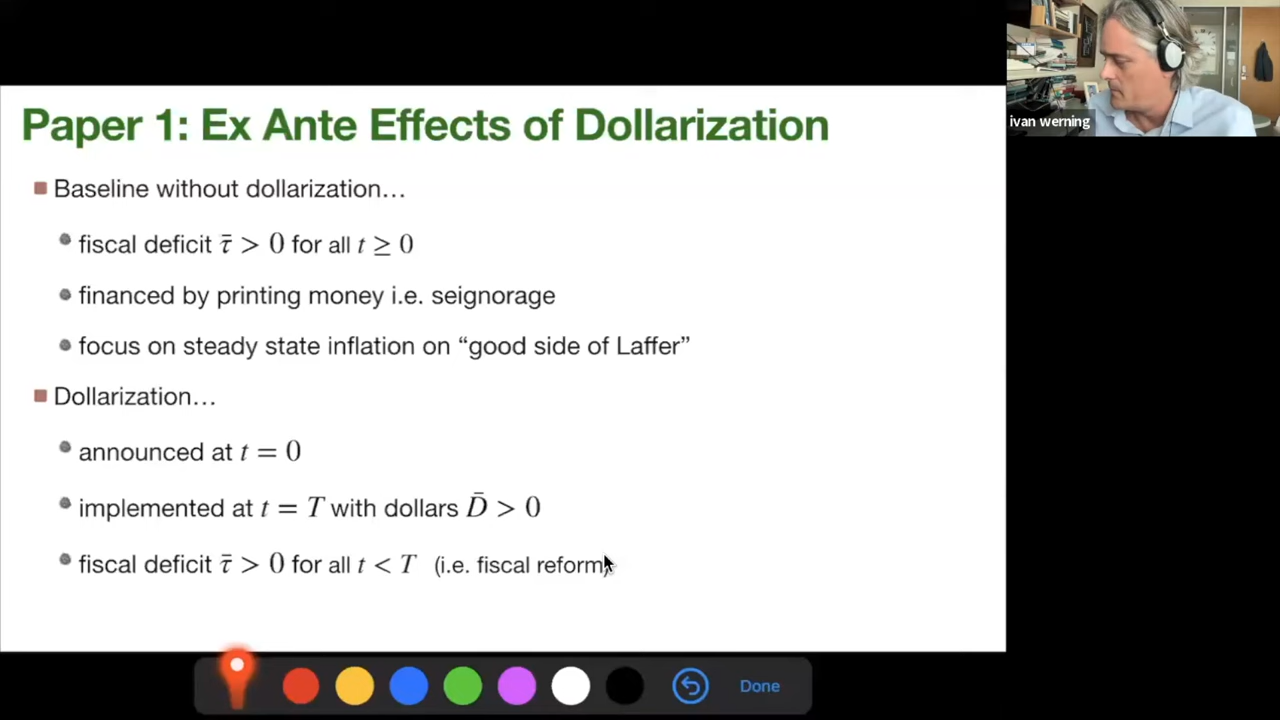 Paper 1: Ex Ante Effects of Dollarization
ivan werning
Baseline without dollarization…
fiscal deficit τ̄ > 0 for all t ≥ 0
financed by printing money i.e. seignorage
focus on steady state inflation on “good side of Laffer”
Dollarization…
announced at t = 0
implemented at t = T with dollars D̄ > 0
fiscal deficit τ̄ > 0 for all t < T (i.e. fiscal reform)
Done